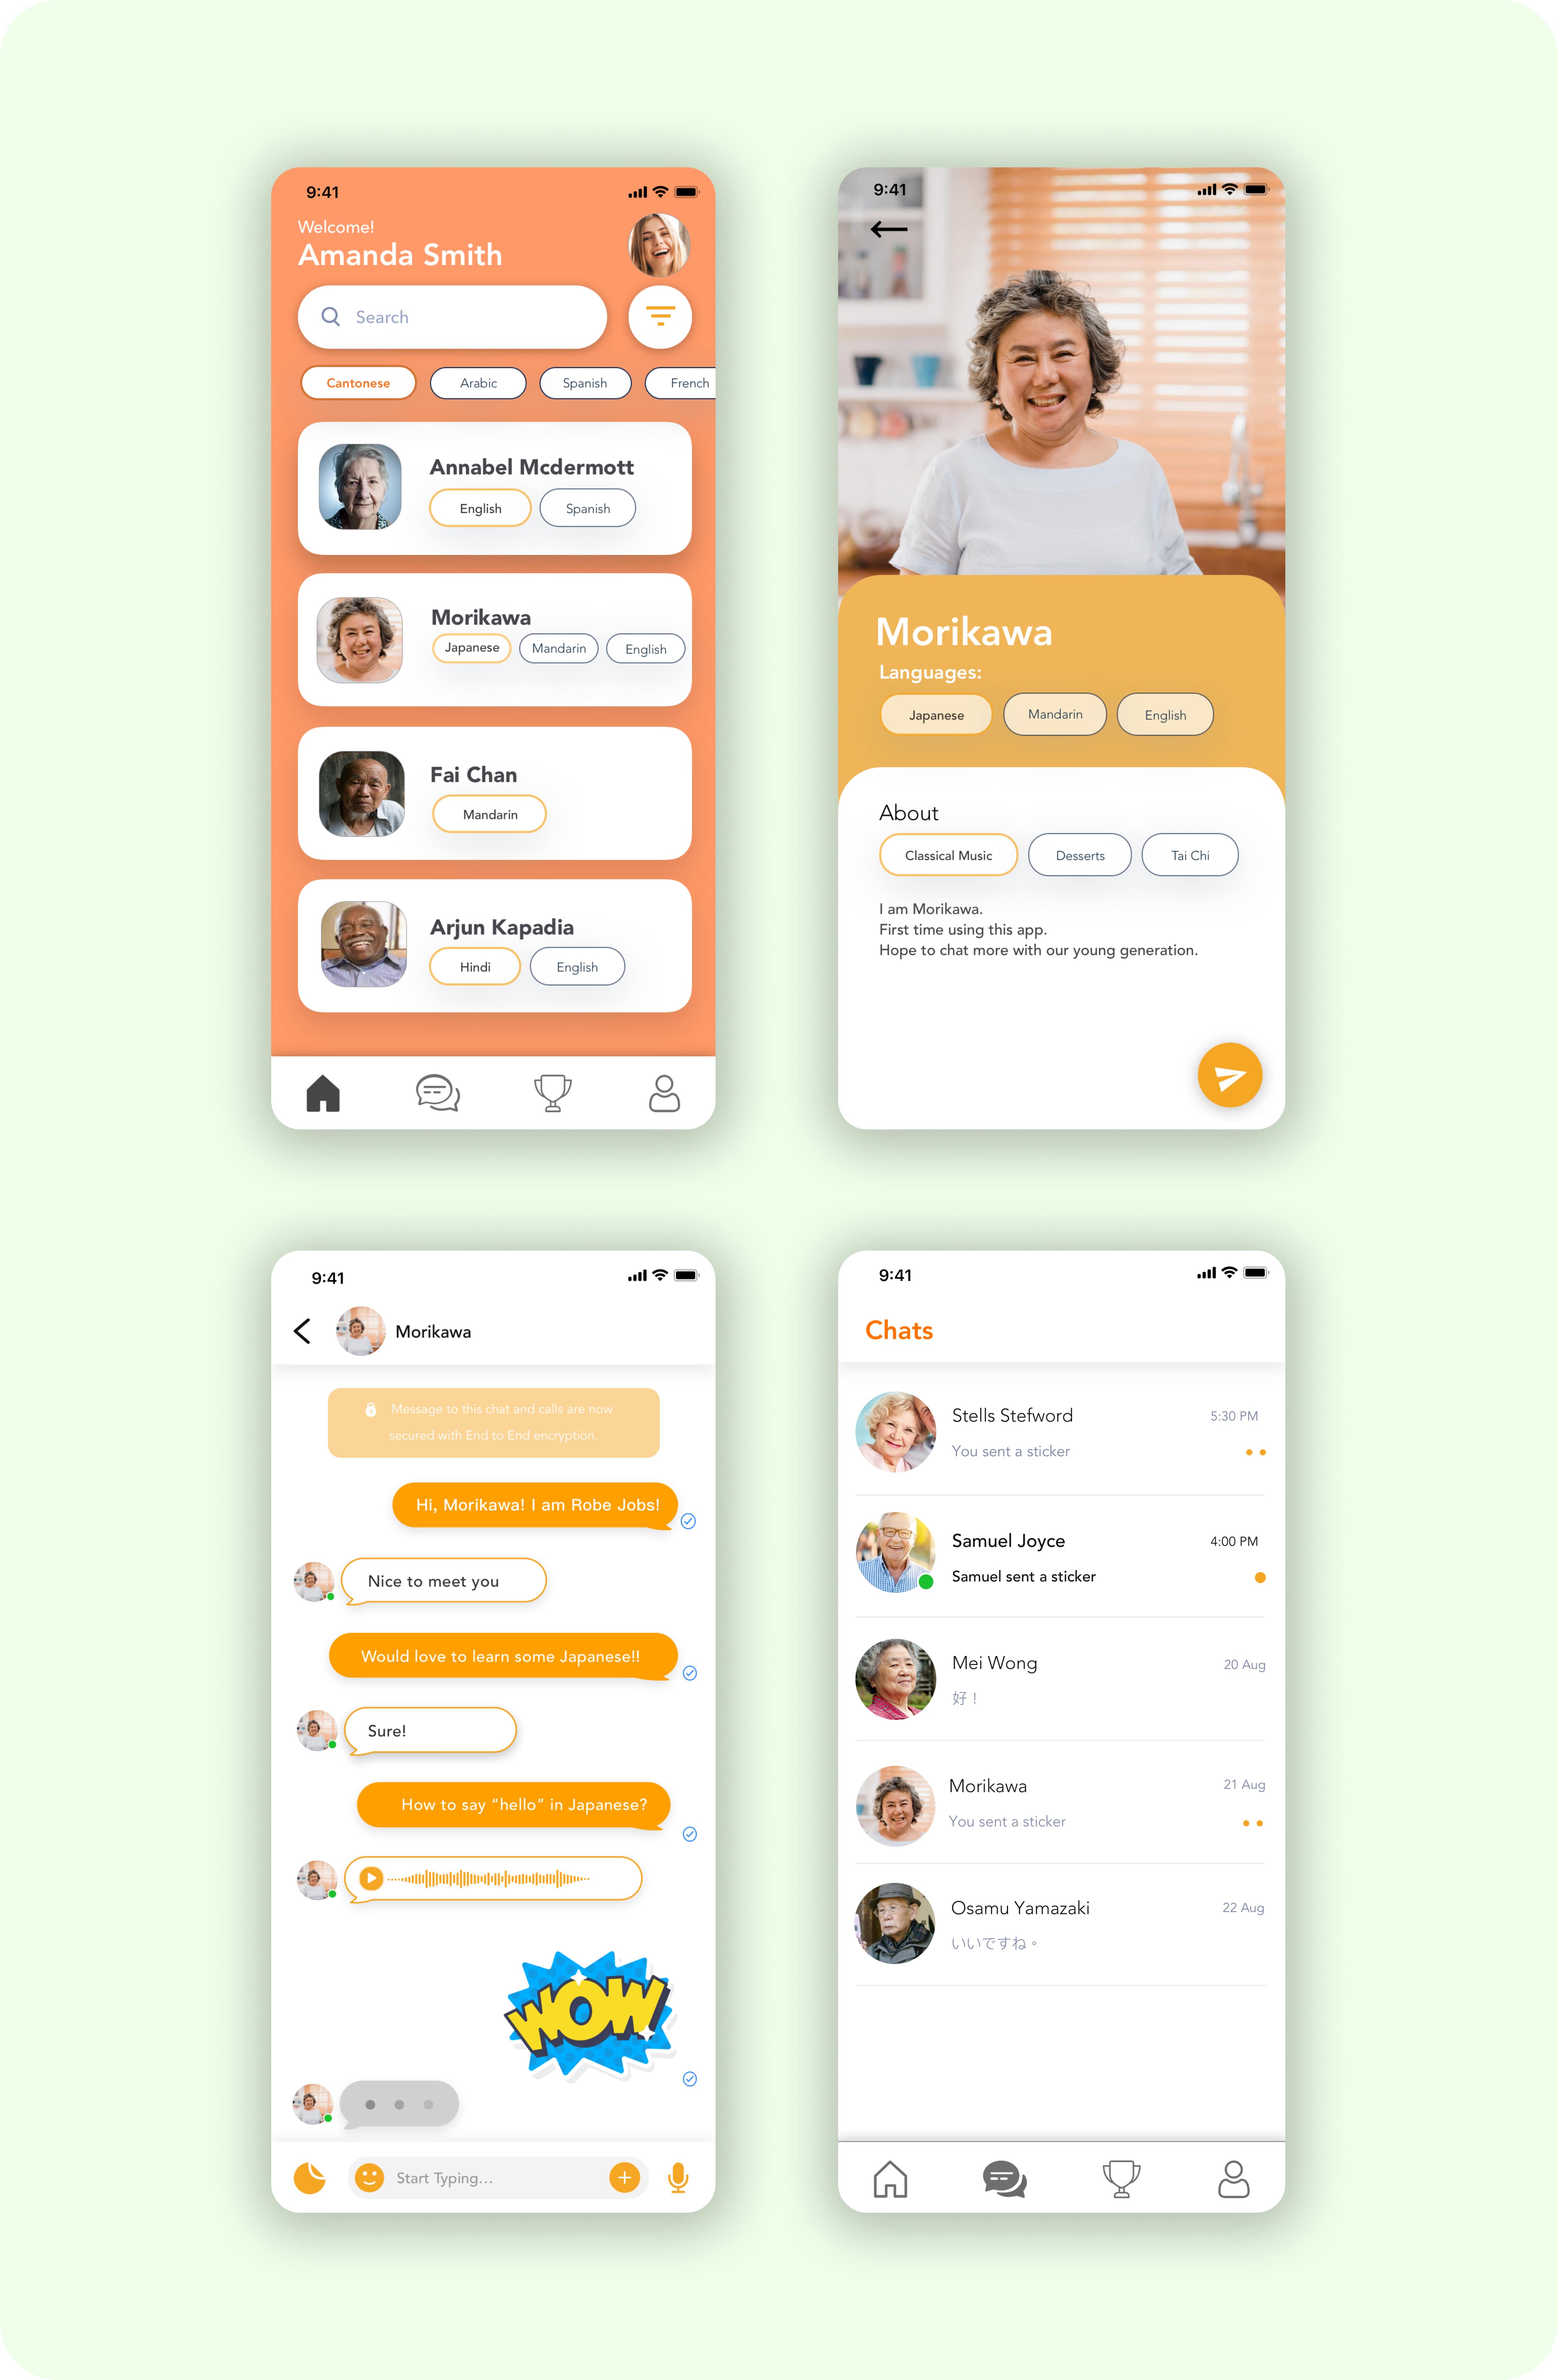 9:41
Welcome!
Amanda Smith
Search
Cantonese
Arabic
Spanish
French
Annabel Mcdermott
English
Spanish
Morikawa
Japanese
Mandarin
English
Fai Chan
Mandarin
Arjun Kapadia
Hindi
English
9:41
Morikawa
Languages:
Japanese
Mandarin
English
About
Classical Music
Desserts
Tai Chi
I am Morikawa.
First time using this app.
Hope to chat more with our young generation.
9:41
Morikawa
Message to this chat and calls are now
secured with End to End encryption.
Hi, Morikawa! I am Robe Jobs!
Nice to meet you
Would love to learn some Japanese!!
Sure!
How to say “hello” in Japanese?
WOW
Start Typing...
9:41
Chats
Stells Stefword
5:30 PM
You sent a sticker
Samuel Joyce
4:00 PM
Samuel sent a sticker
Mei Wong
20 Aug
好！
Morikawa
21 Aug
You sent a sticker
Osamu Yamazaki
22 Aug
いいですね。